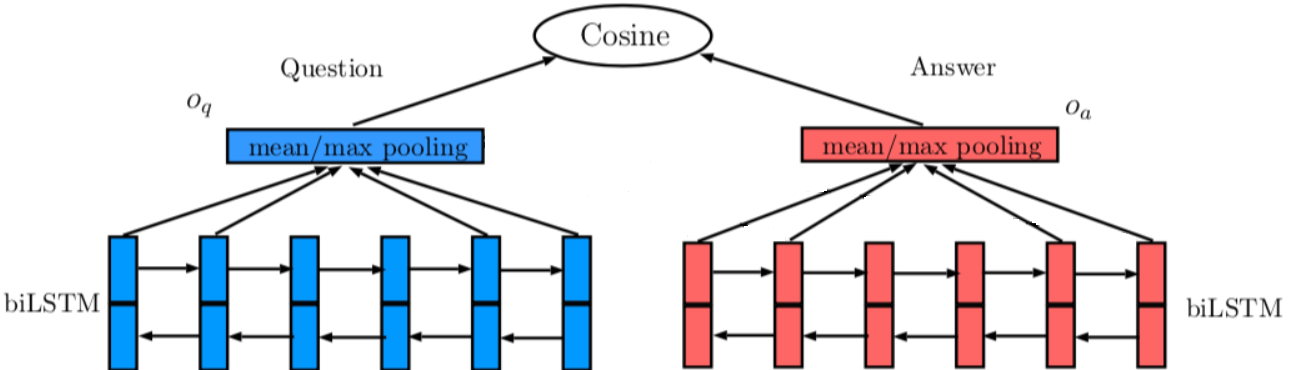 Cosine
Question
Answer
o_q
o_a
mean/max pooling
mean/max pooling
biLSTM
biLSTM